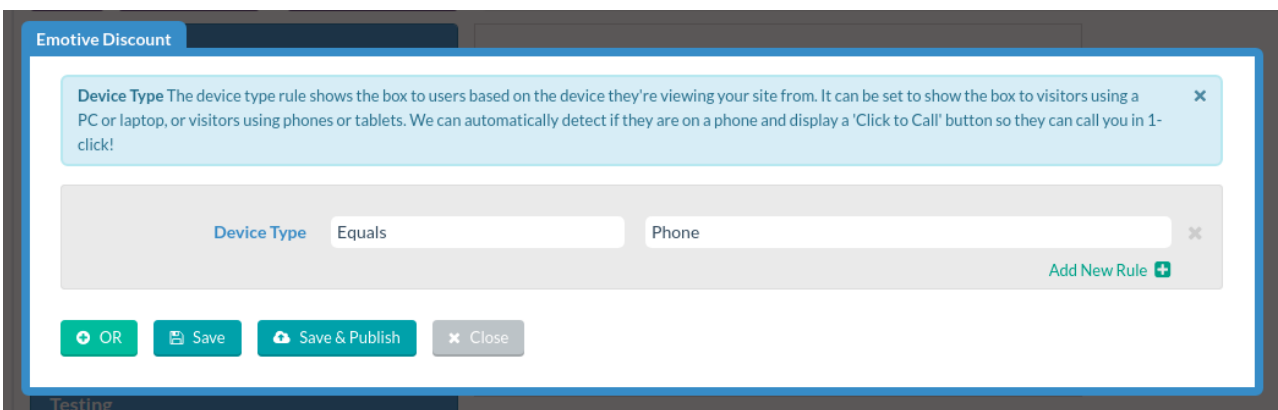 Emotive Discount
Device Type The device type rule shows the box to users based on the device they're viewing your site from. It can be set to show the box to visitors using a
PC or laptop, or visitors using phones or tablets. We can automatically detect if they are on a phone and display a 'Click to Call' button so they can call you in 1-
click!
Device Type Equals Phone
Add New Rule
OR Save Save & Publish Close
Testing